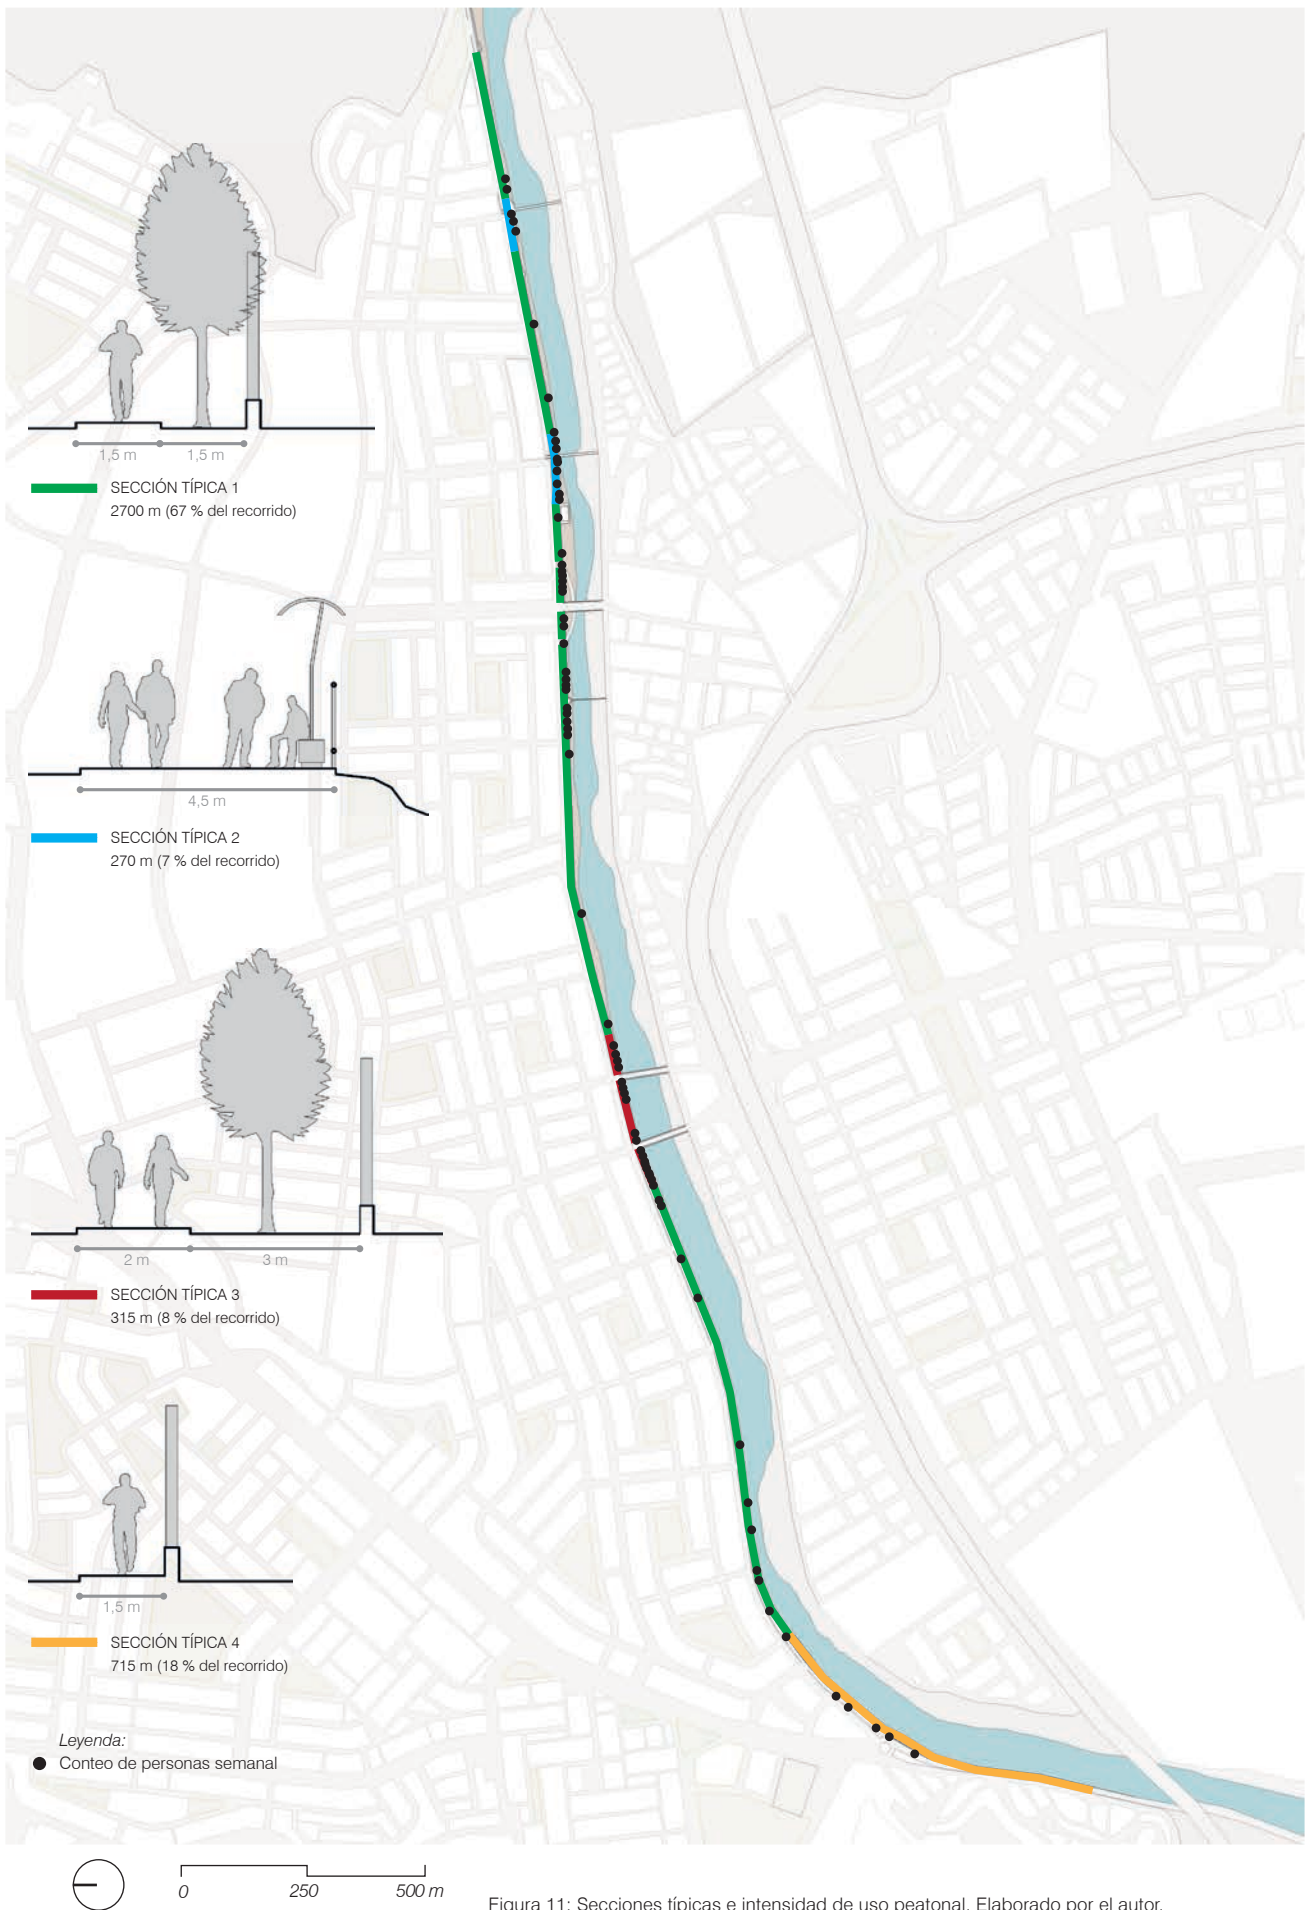 1,5 m 1,5 m
SECCIÓN TÍPICA 1
2700 m (67 % del recorrido)
4,5 m
SECCIÓN TÍPICA 2
270 m (7 % del recorrido)
2 m 3 m
SECCIÓN TÍPICA 3
315 m (8 % del recorrido)
1,5 m
SECCIÓN TÍPICA 4
715 m (18 % del recorrido)
Leyenda:
Conteo de personas semanal
0 250 500 m
Figura 11: Secciones típicas e intensidad de uso peatonal. Elaborado por el autor.